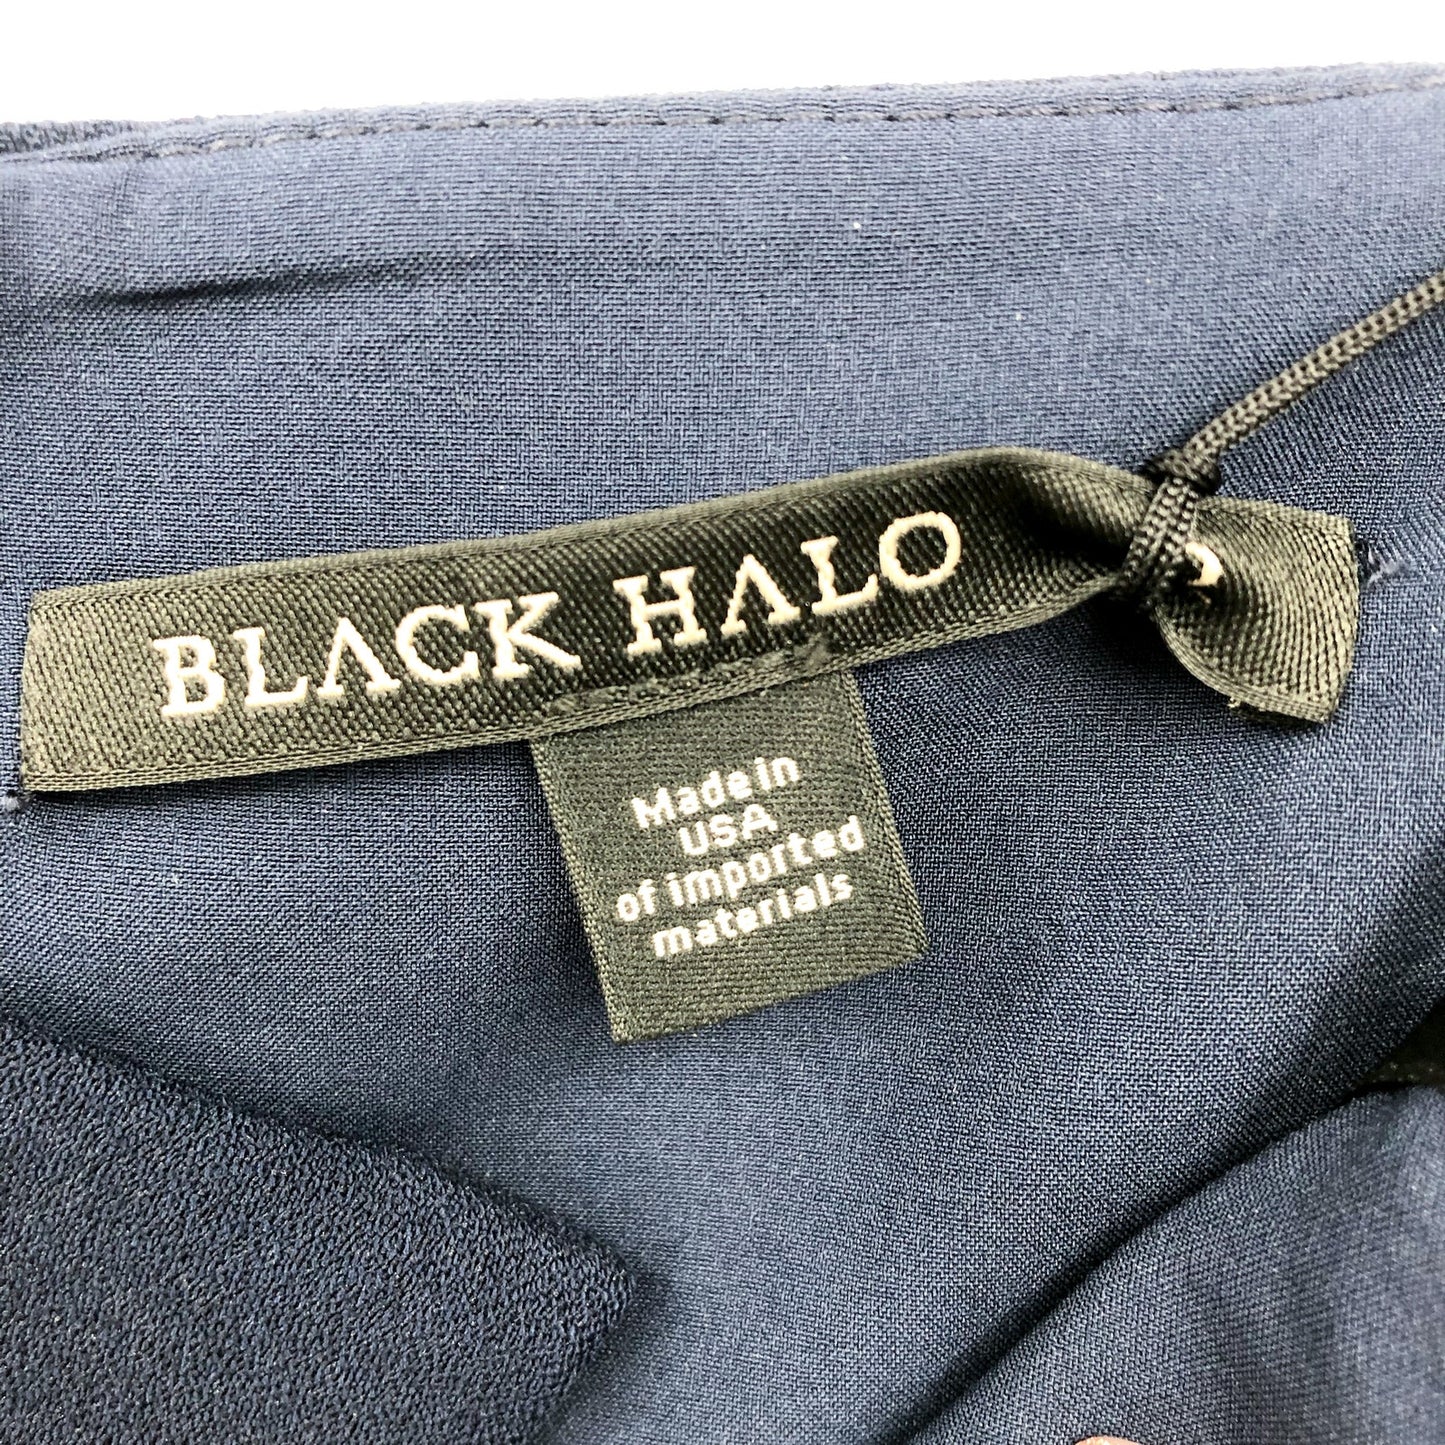 BLACK HALO
Made in
USA
of imported
materials